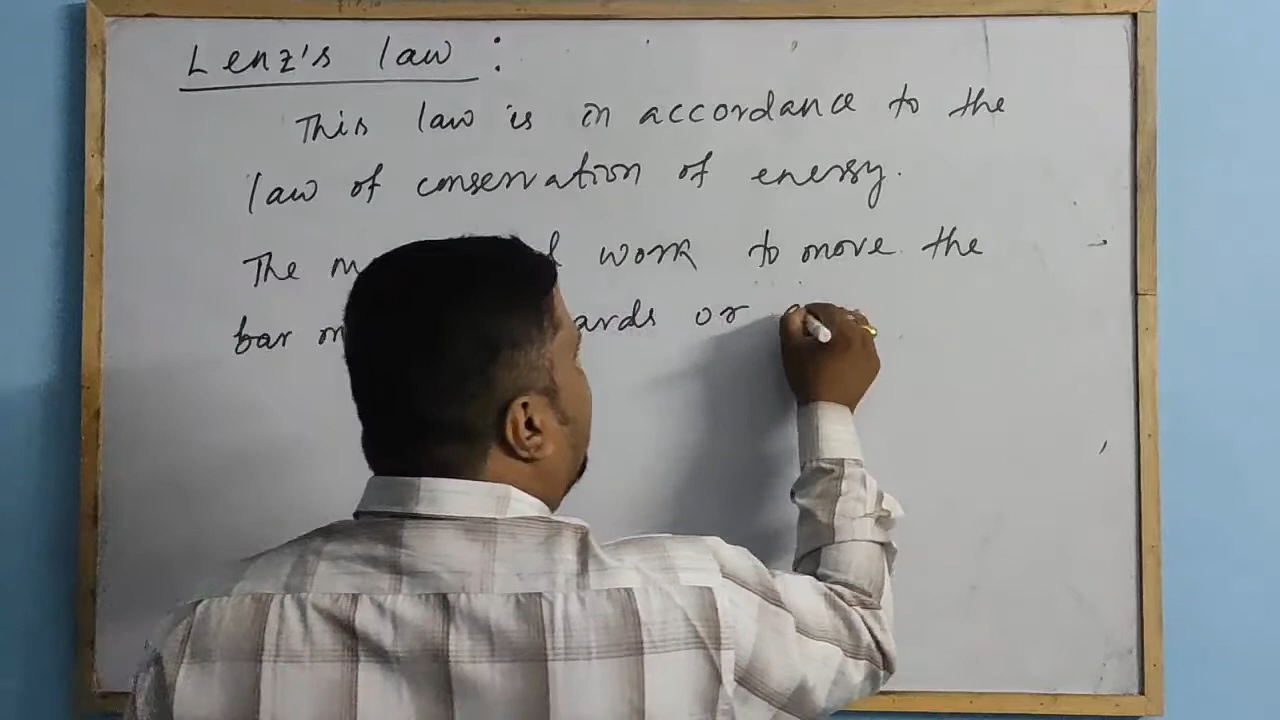 Lenz's law :
This law is in accordance to the
law of conservation of energy.
The work to move the
bar or